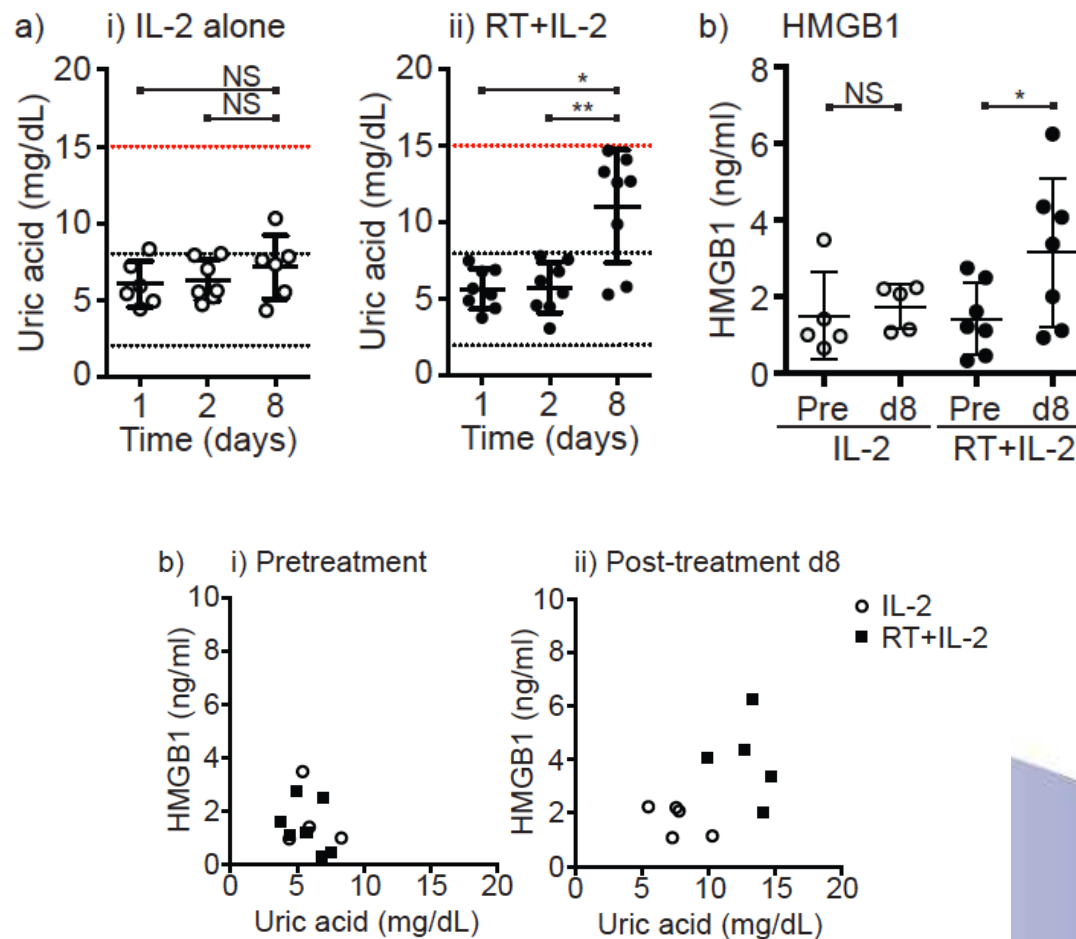 a) i) IL-2 alone
20
15
10
5
0
Uric acid (mg/dL)
NS
NS
1 2 8
Time (days)
ii) RT+IL-2
20
15
10
5
0
Uric acid (mg/dL)
*
**
1 2 8
Time (days)
b) HMGB1
8
6
4
2
0
HMGB1 (ng/ml)
NS
*
Pre d8 Pre d8
IL-2 RT+IL-2
b) i) Pretreatment
10
8
6
4
2
0
HMGB1 (ng/ml)
0 5 10 15 20
Uric acid (mg/dL)
ii) Post-treatment d8
10
8
6
4
2
0
HMGB1 (ng/ml)
0 5 10 15 20
Uric acid (mg/dL)
IL-2
RT+IL-2